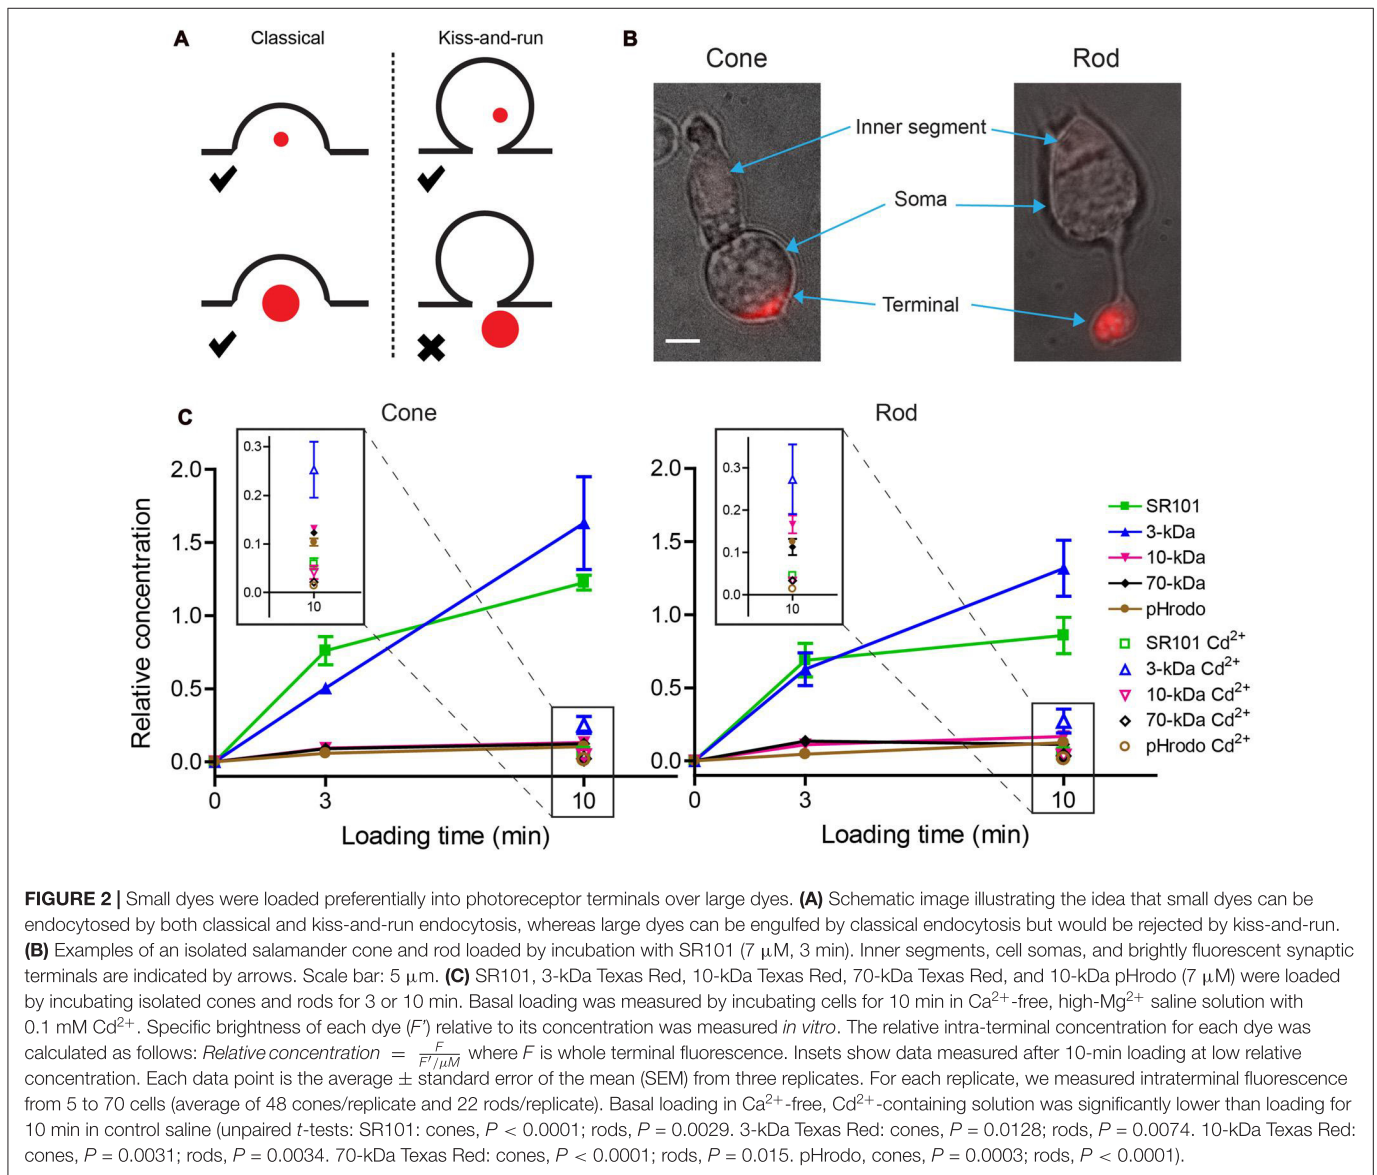 A
Classical
Kiss-and-run
B
Cone
Rod
Inner segment
Soma
Terminal
C
Cone
Rod
Relative concentration
2.0
1.5
1.0
0.5
0.0
0
3
10
Loading time (min)
0.3
0.2
0.1
0.0
10
2.0
1.5
1.0
0.5
0.0
0
3
10
Loading time (min)
0.3
0.2
0.1
0.0
10
SR101
3-kDa
10-kDa
70-kDa
pHrodo
SR101 Cd²⁺
3-kDa Cd²⁺
10-kDa Cd²⁺
70-kDa Cd²⁺
pHrodo Cd²⁺
FIGURE 2 | Small dyes were loaded preferentially into photoreceptor terminals over large dyes. (A) Schematic image illustrating the idea that small dyes can be
endocytosed by both classical and kiss-and-run endocytosis, whereas large dyes can be engulfed by classical endocytosis but would be rejected by kiss-and-run.
(B) Examples of an isolated salamander cone and rod loaded by incubation with SR101 (7 μM, 3 min). Inner segments, cell somas, and brightly fluorescent synaptic
terminals are indicated by arrows. Scale bar: 5 μm. (C) SR101, 3-kDa Texas Red, 10-kDa Texas Red, 70-kDa Texas Red, and 10-kDa pHrodo (7 μM) were loaded
by incubating isolated cones and rods for 3 or 10 min. Basal loading was measured by incubating cells for 10 min in Ca²⁺-free, high-Mg²⁺ saline solution with
0.1 mM Cd²⁺. Specific brightness of each dye (F′) relative to its concentration was measured in vitro. The relative intra-terminal concentration for each dye was
calculated as follows: Relative concentration = F / F′/μM where F is whole terminal fluorescence. Insets show data measured after 10-min loading at low relative
concentration. Each data point is the average ± standard error of the mean (SEM) from three replicates. For each replicate, we measured intraterminal fluorescence
from 5 to 70 cells (average of 48 cones/replicate and 22 rods/replicate). Basal loading in Ca²⁺-free, Cd²⁺-containing solution was significantly lower than loading for
10 min in control saline (unpaired t-tests: SR101: cones, P < 0.0001; rods, P = 0.0029. 3-kDa Texas Red: cones, P = 0.0128; rods, P = 0.0074. 10-kDa Texas Red:
cones, P = 0.0031; rods, P = 0.0034. 70-kDa Texas Red: cones, P < 0.0001; rods, P = 0.015. pHrodo, cones, P = 0.0003; rods, P < 0.0001).